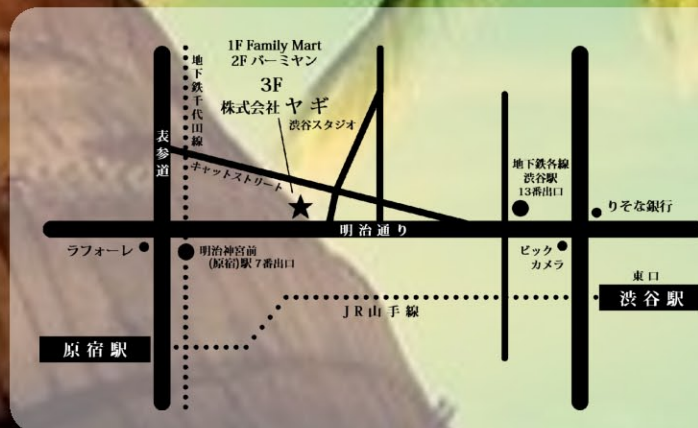 1F Family Mart
2F バーミヤン
3F
株式会社 ヤギ
渋谷スタジオ
地下鉄千代田線
表参道
キャットストリート
地下鉄各線
渋谷駅
13番出口
りそな銀行
明治通り
ラフォーレ
明治神宮前
(原宿)駅 7番出口
ビック
カメラ
東口
渋谷駅
JR山手線
原宿駅